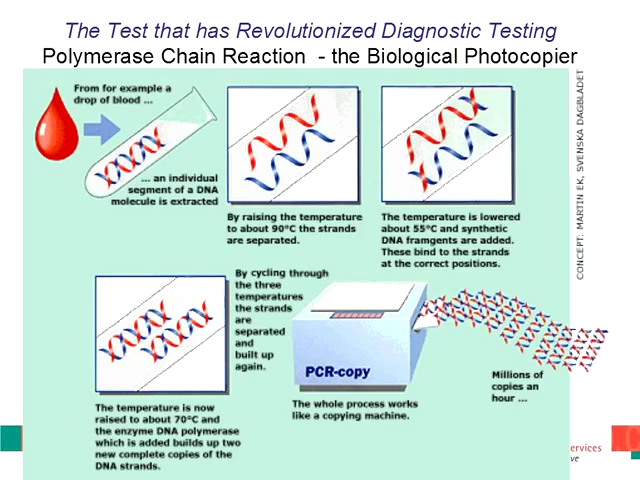 The Test that has Revolutionized Diagnostic Testing
Polymerase Chain Reaction - the Biological Photocopier
From for example a
drop of blood ...
... an individual
segment of a DNA
molecule is extracted
By raising the temperature
to about 90°C the strands
are separated.
The temperature is lowered
about 55°C and synthetic
DNA framgents are added.
These bind to the strands
at the correct positions.
CONCEPT: MARTIN EK, SVENSKA DAGBLADET
The temperature is now
raised to about 70°C and
the enzyme DNA polymerase
which is added builds up two
new complete copies of the
DNA strands.
By cycling through
the three
temperatures
the strands
are
separated
and
built up
again.
PCR-copy
The whole process works
like a copying machine.
Millions of
copies an
hour ...
ervices
ve